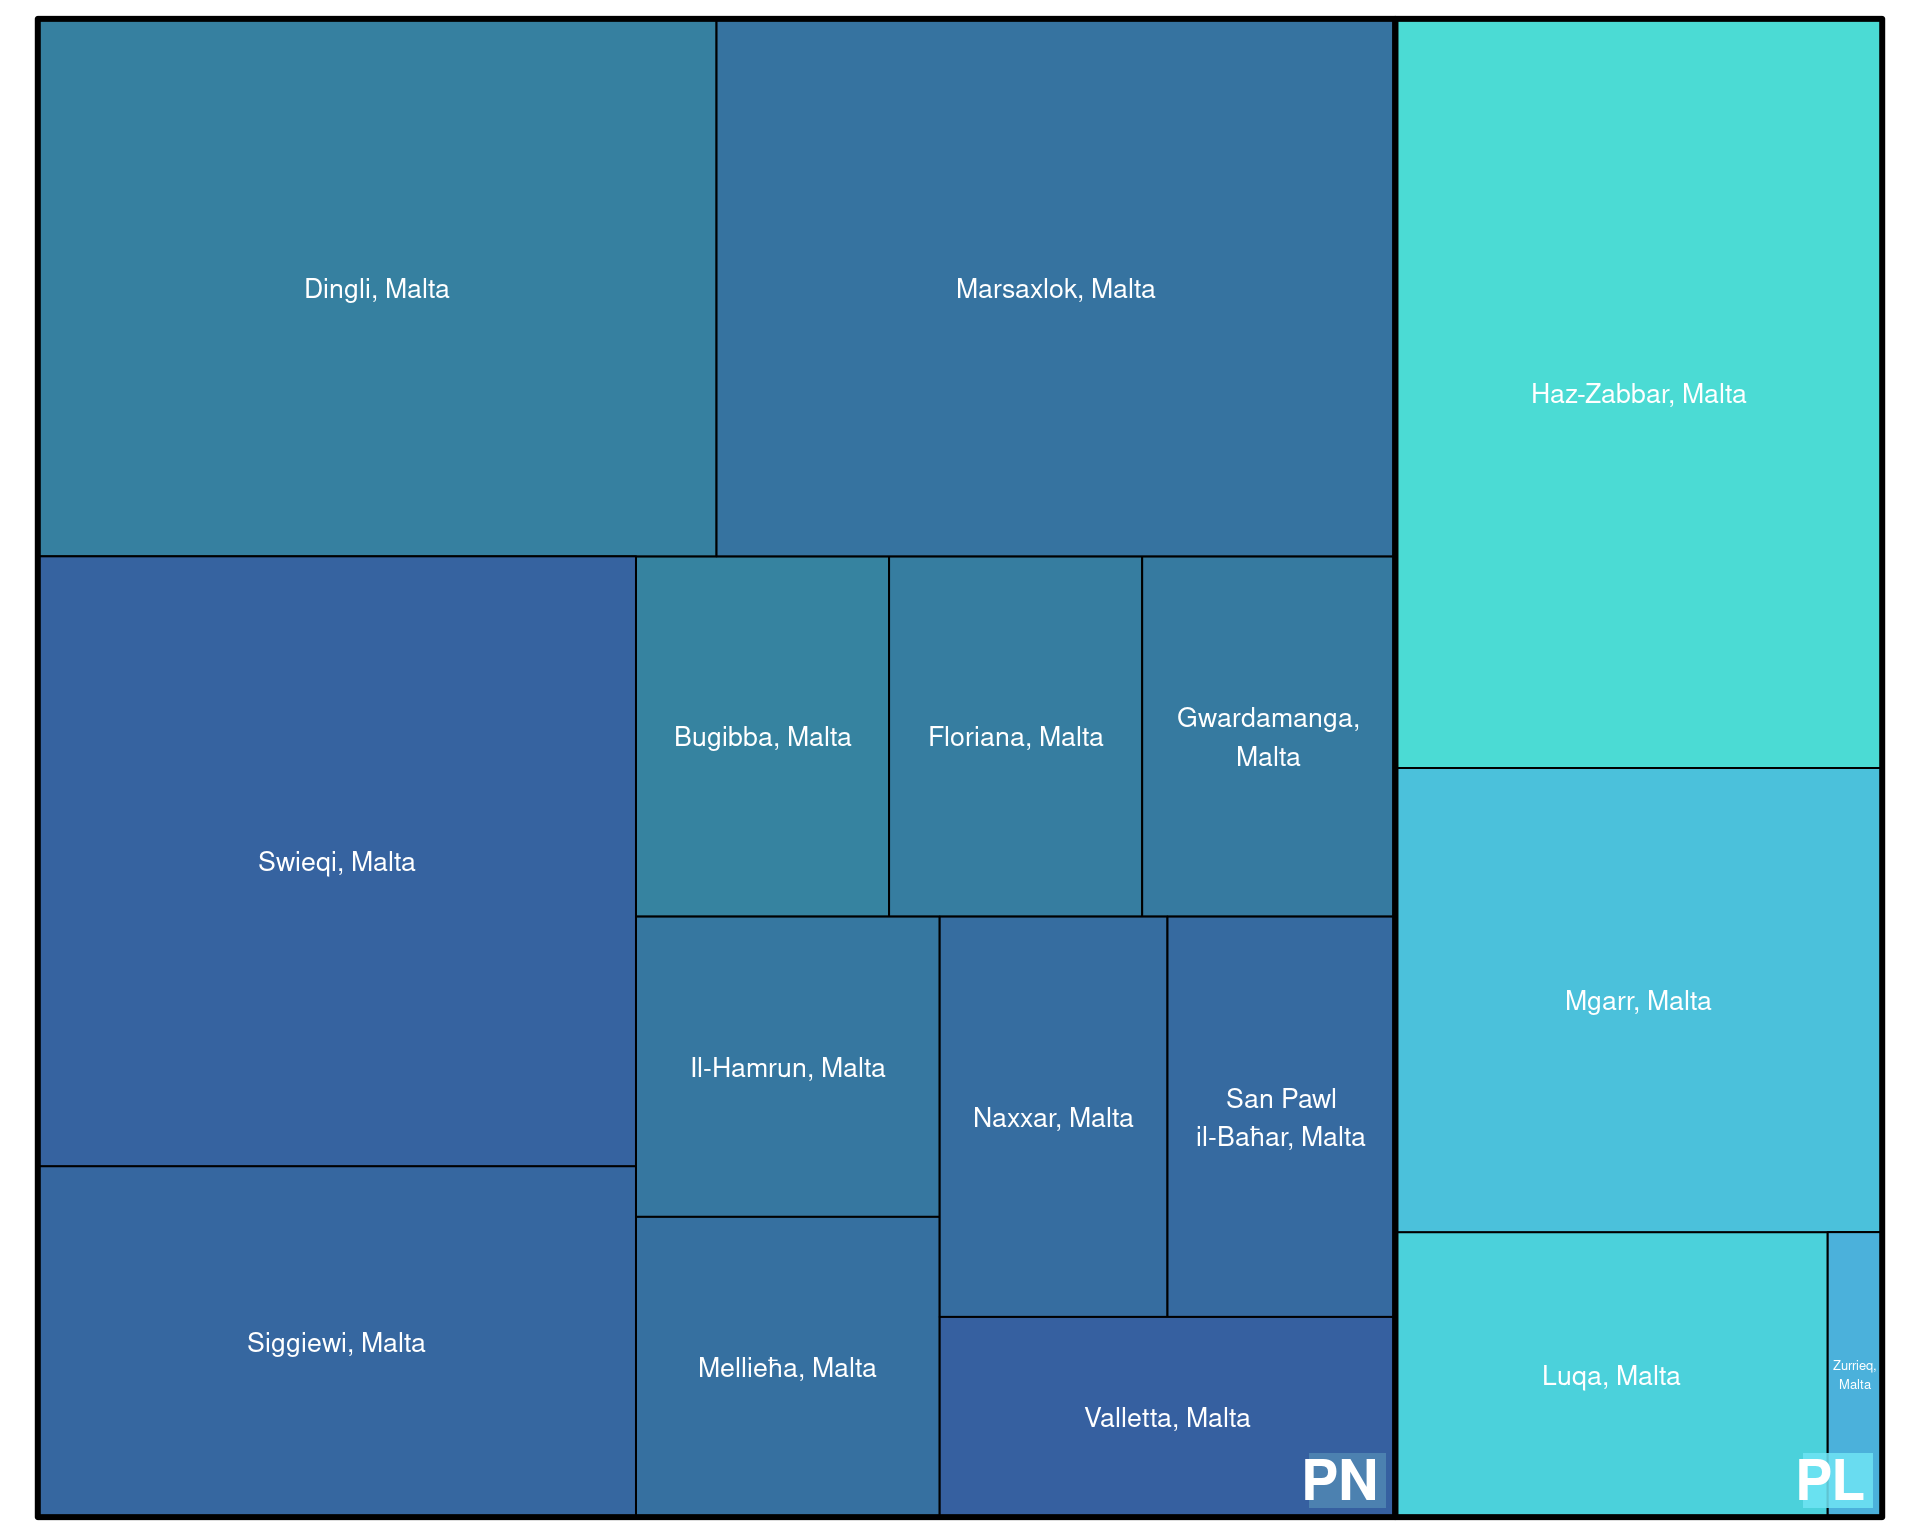 Dingli, Malta
Marsaxlok, Malta
Haz-Zabbar, Malta
Swieqi, Malta
Bugibba, Malta
Floriana, Malta
Gwardamanga,
Malta
Mgarr, Malta
Il-Hamrun, Malta
Naxxar, Malta
San Pawl
il-Baħar, Malta
Siggiewi, Malta
Mellieħa, Malta
Valletta, Malta
Luqa, Malta
Zurrieq,
Malta
PN
PL